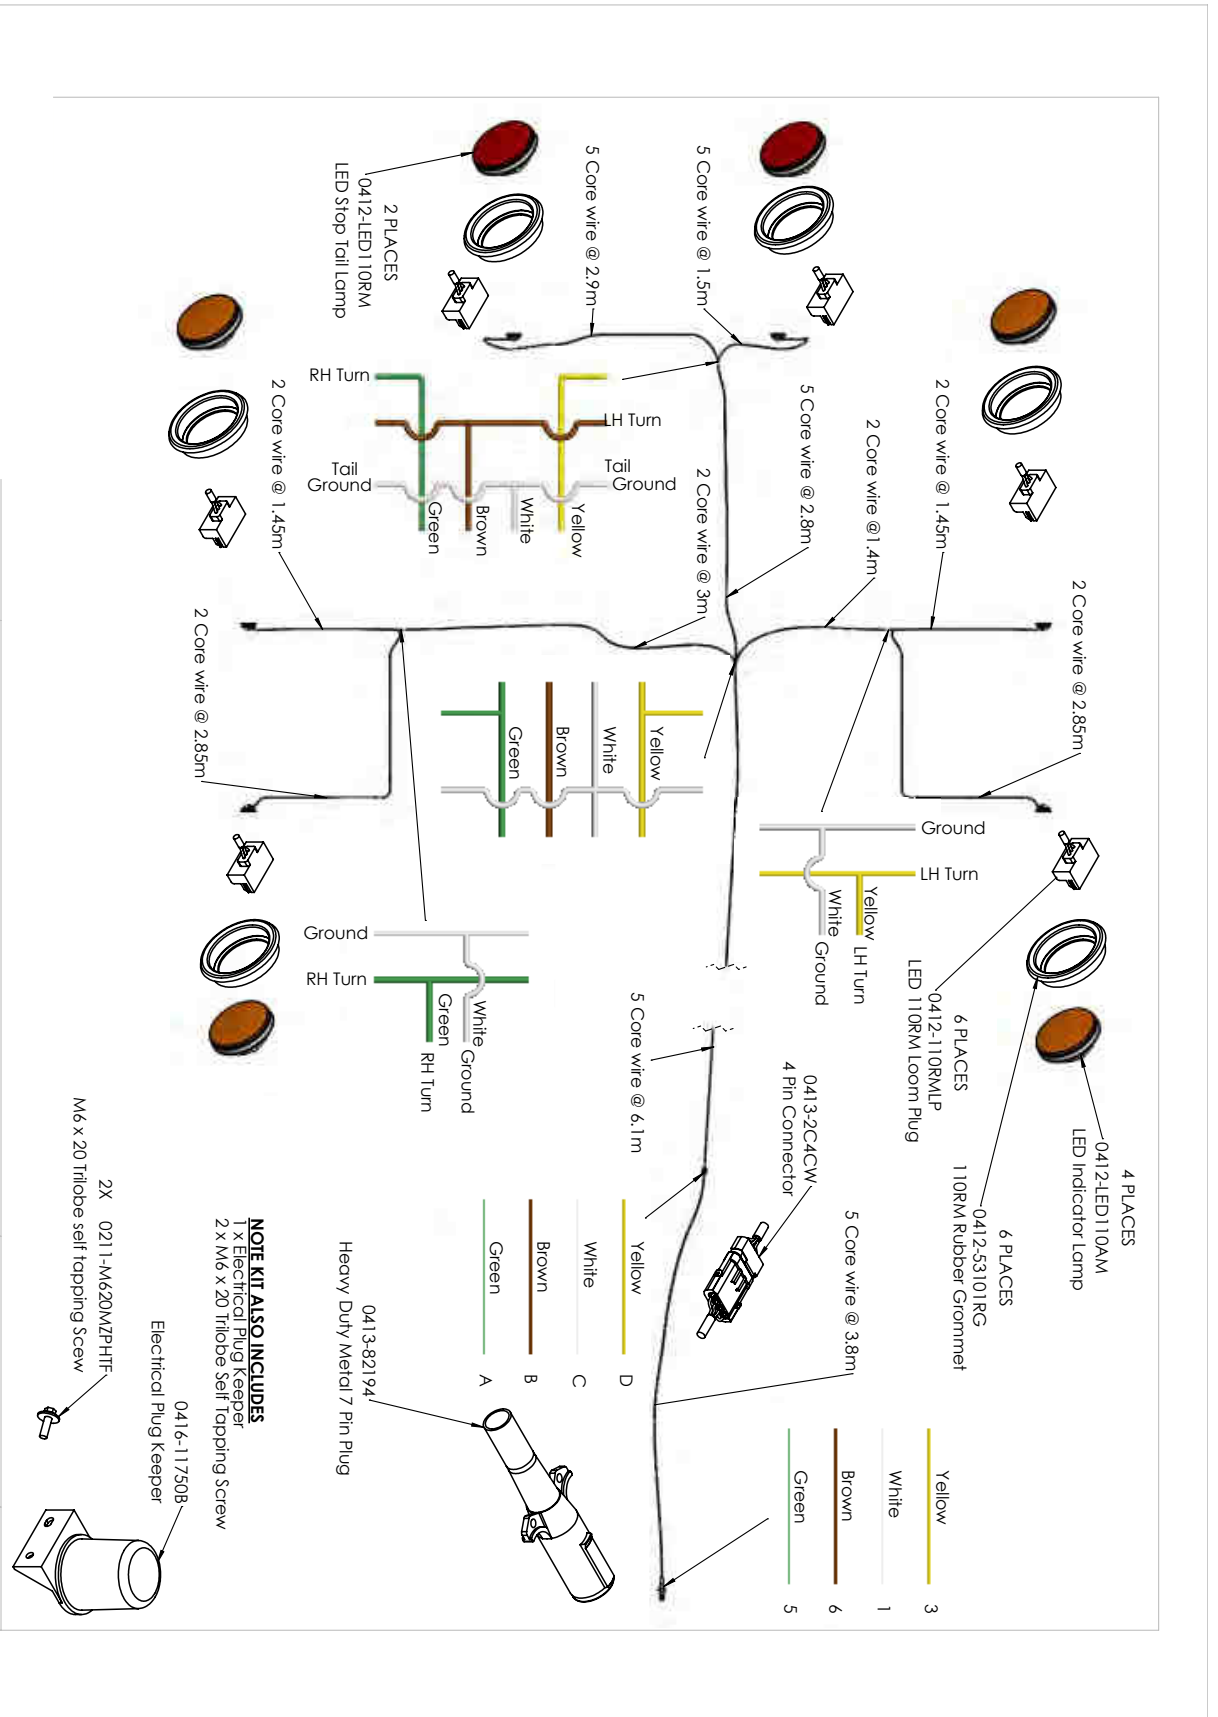 2 PLACES
0412-LED110RM
LED Stop Tail Lamp
5 Core wire @ 2.9m
5 Core wire @ 1.5m
2 Core wire @ 1.45m
5 Core wire @ 2.8m
2 Core wire @1.4m
2 Core wire @ 1.45m
2 Core wire @ 3m
2 Core wire @ 2.85m
2 Core wire @ 2.85m
RH Turn
LH Turn
Tail
Ground
Tail
Ground
Green
Brown
White
Yellow
Green
Brown
White
Yellow
Ground
LH Turn
Yellow
White
LH Turn
Ground
Ground
RH Turn
White
Green
Ground
RH Turn
6 PLACES
0412-110RMLP
LED 110RM Loom Plug
4 PLACES
0412-LED110AM
LED Indicator Lamp
6 PLACES
0412-53101RG
110RM Rubber Grommet
5 Core wire @ 6.1m
0413-2C4CW
4 Pin Connector
5 Core wire @ 3.8m
Yellow D
White C
Brown B
Green A
Yellow 3
White 1
Brown 6
Green 5
0413-82194
Heavy Duty Metal 7 Pin Plug
NOTE KIT ALSO INCLUDES
1 x Electrical Plug Keeper
2 x M6 x 20 Trilobe Self Tapping Screw
0416-11750B
Electrical Plug Keeper
2X 0211-M620MZPHTF
M6 x 20 Trilobe self tapping Scew